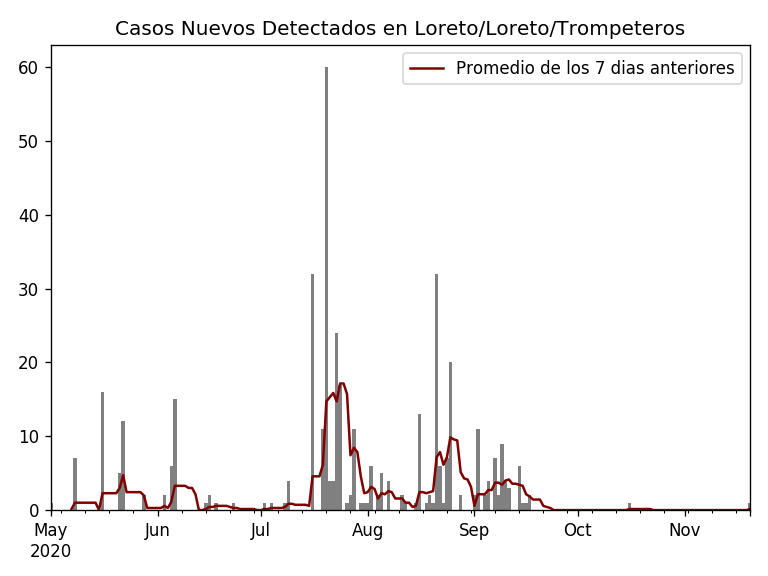 Casos Nuevos Detectados en Loreto/Loreto/Trompeteros
Promedio de los 7 dias anteriores
60
50
40
30
20
10
0
May Jun Jul Aug Sep Oct Nov
2020